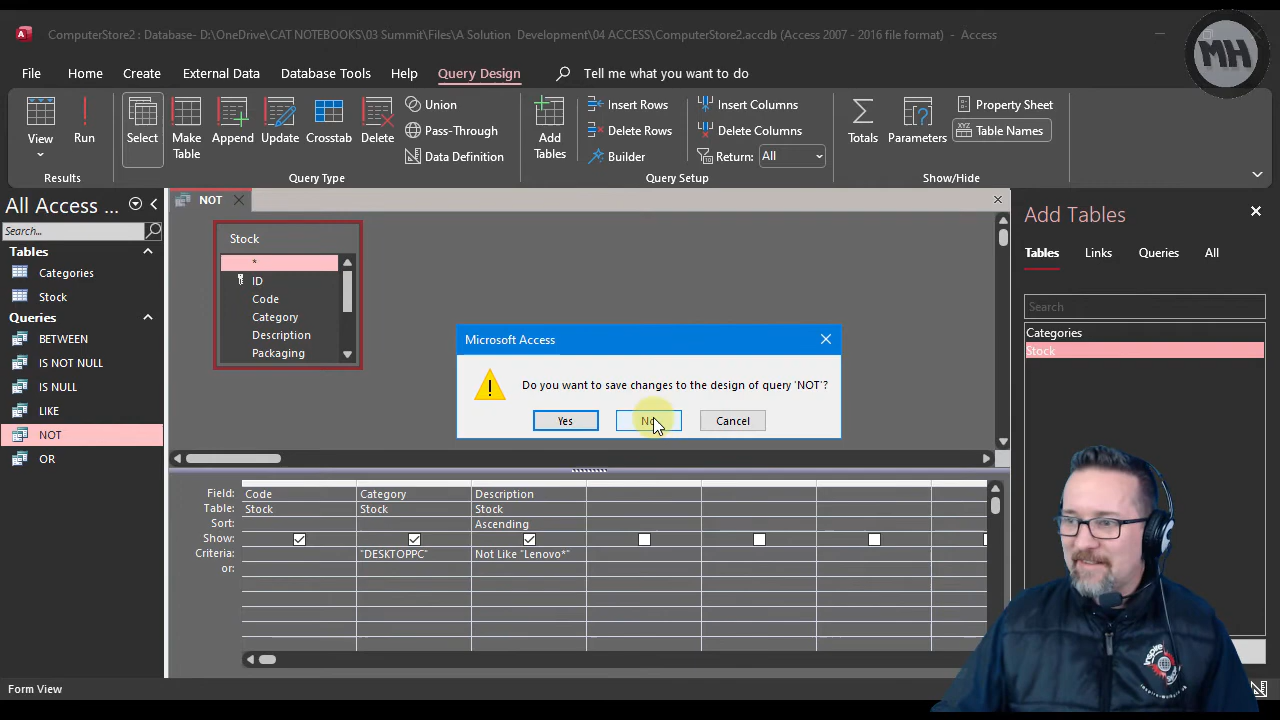 ComputerStore2 : Database- D:\OneDrive\CAT NOTEBOOKS\03 Summit\Files\A Solution Development\04 ACCESS\ComputerStore2.accdb (Access 2007 - 2016 file format) - Access
MH
File Home Create External Data Database Tools Help Query Design Tell me what you want to do
View
Run
Select
Make Table
Append
Update
Crosstab
Delete
Union
Pass-Through
Data Definition
Add Tables
Insert Rows
Delete Rows
Builder
Insert Columns
Delete Columns
Return: All
Totals
Parameters
Property Sheet
XYZ Table Names
Results
Query Type
Query Setup
Show/Hide
All Access ...
Search...
Tables
Categories
Stock
Queries
BETWEEN
IS NOT NULL
IS NULL
LIKE
NOT
OR
NOT
Stock
*
ID
Code
Category
Description
Packaging
Microsoft Access
Do you want to save changes to the design of query 'NOT'?
Yes Cancel
Field: Code Category Description
Table: Stock Stock Stock
Sort: Ascending
Show:
Criteria: "DESKTOPPC" Not Like "Lenovo*"
or:
Add Tables
Tables Links Queries All
Search
Categories
Stock
Form View